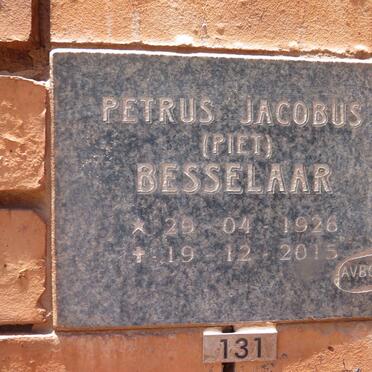 PETRUS JACOBUS
(PIET)
BESSELAAR
* 29 04 1926
† 19 12 2015
131